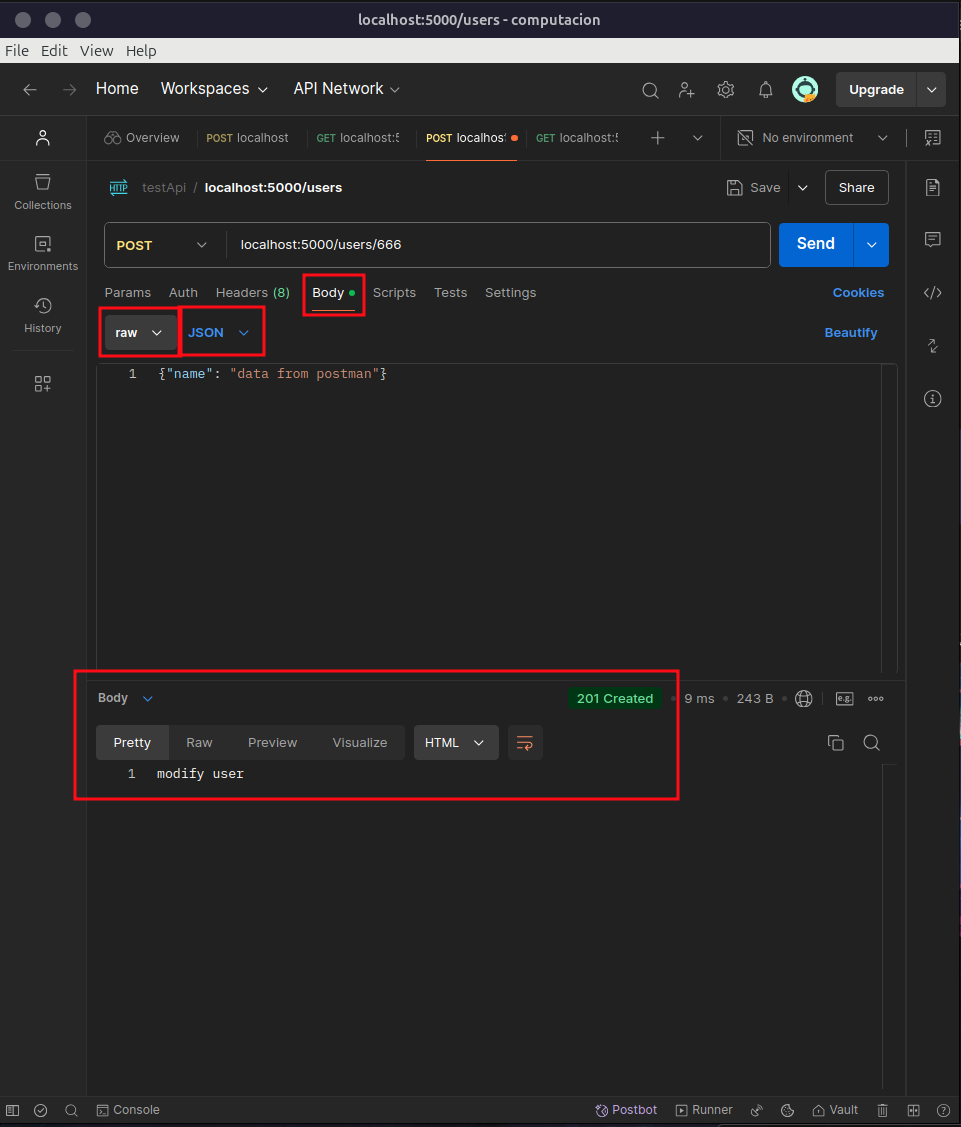 localhost:5000/users - computacion
File Edit View Help
Home Workspaces API Network Upgrade
Overview POST localhost GET localhost:5 POST localhos: GET localhost:5 No environment
testApi / localhost:5000/users Save Share
Collections
POST localhost:5000/users/666 Send
Environments
Params Auth Headers (8) Body Scripts Tests Settings Cookies
History
raw JSON Beautify
1 {"name": "data from postman"}
Body 201 Created 9 ms 243 B e.g.
Pretty Raw Preview Visualize HTML
1 modify user
Console Postbot Runner Vault